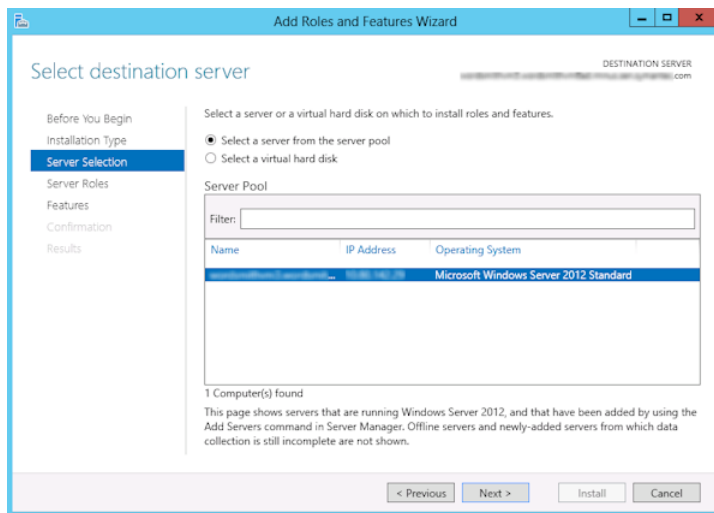 Add Roles and Features Wizard
Select destination server
DESTINATION SERVER
.com
Before You Begin
Installation Type
Server Selection
Server Roles
Features
Confirmation
Results
Select a server or a virtual hard disk on which to install roles and features.
Select a server from the server pool
Select a virtual hard disk
Server Pool
Filter:
Name IP Address Operating System
... Microsoft Windows Server 2012 Standard
1 Computer(s) found
This page shows servers that are running Windows Server 2012, and that have been added by using the
Add Servers command in Server Manager. Offline servers and newly-added servers from which data
collection is still incomplete are not shown.
< Previous Next > Install Cancel